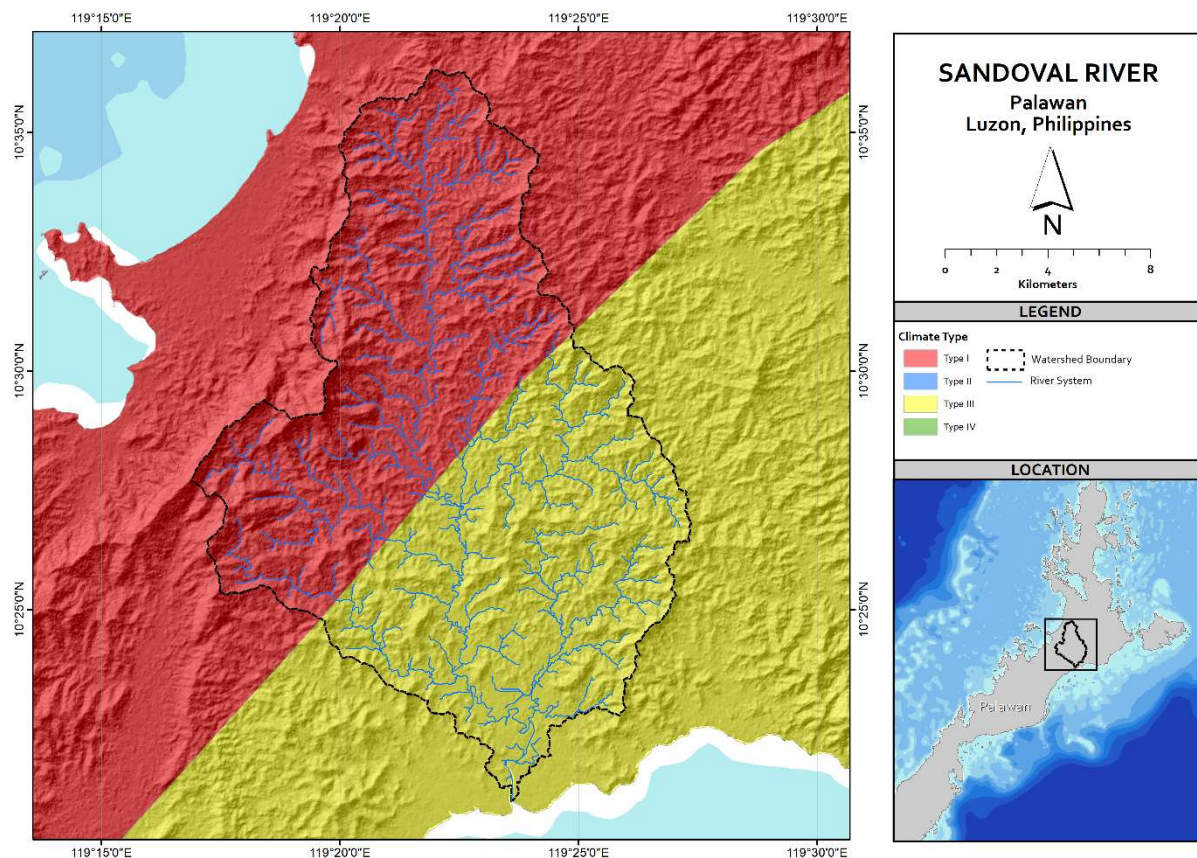 119°15'0"E 119°20'0"E 119°25'0"E 119°30'0"E
10°35'0"N 10°35'0"N
10°30'0"N 10°30'0"N
10°25'0"N 10°25'0"N
119°15'0"E 119°20'0"E 119°25'0"E 119°30'0"E
SANDOVAL RIVER
Palawan
Luzon, Philippines
N
0 2 4 8
Kilometers
LEGEND
Climate Type
Type I Watershed Boundary
Type II River System
Type III
Type IV
LOCATION
Palawan